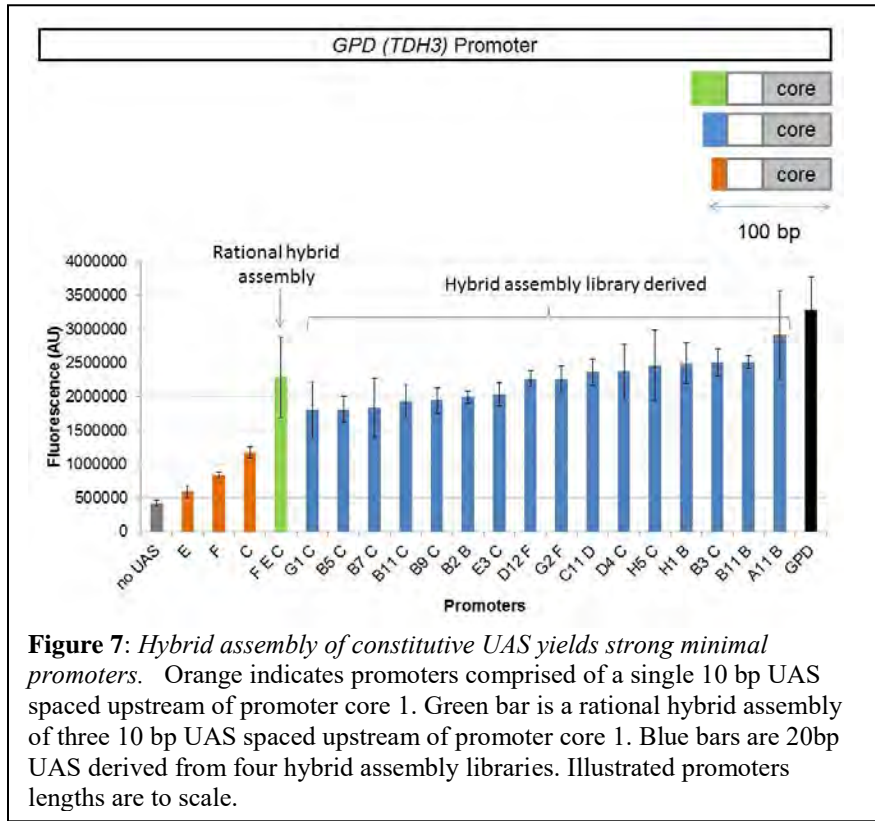 GPD (TDH3) Promoter
core
core
core
100 bp
Rational hybrid
assembly
Hybrid assembly library derived
Fluorescence (AU)
4000000
3500000
3000000
2500000
2000000
1500000
1000000
500000
0
no UAS
E
F
C
F E C
G1 C
B5 C
B7 C
B11 C
B9 C
B2 B
E3 C
D12 F
G2 F
C11 D
D4 C
H5 C
H1 B
B3 C
B11 B
A11 B
GPD
Promoters
Figure 7: Hybrid assembly of constitutive UAS yields strong minimal
promoters. Orange indicates promoters comprised of a single 10 bp UAS
spaced upstream of promoter core 1. Green bar is a rational hybrid assembly
of three 10 bp UAS spaced upstream of promoter core 1. Blue bars are 20bp
UAS derived from four hybrid assembly libraries. Illustrated promoters
lengths are to scale.